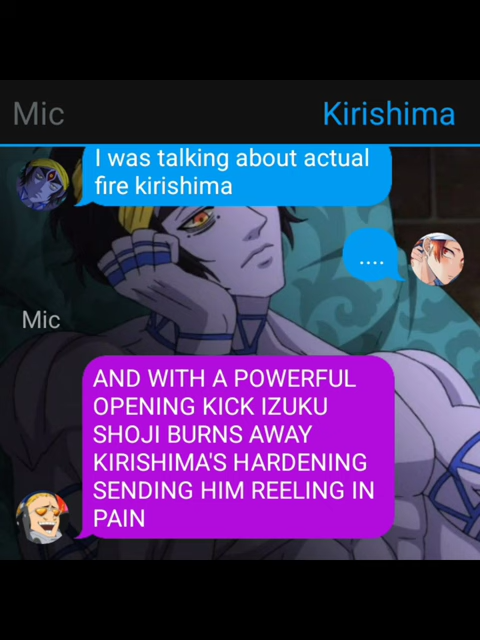 Mic
Kirishima
I was talking about actual
fire kirishima
....
Mic
AND WITH A POWERFUL
OPENING KICK IZUKU
SHOJI BURNS AWAY
KIRISHIMA'S HARDENING
SENDING HIM REELING IN
PAIN